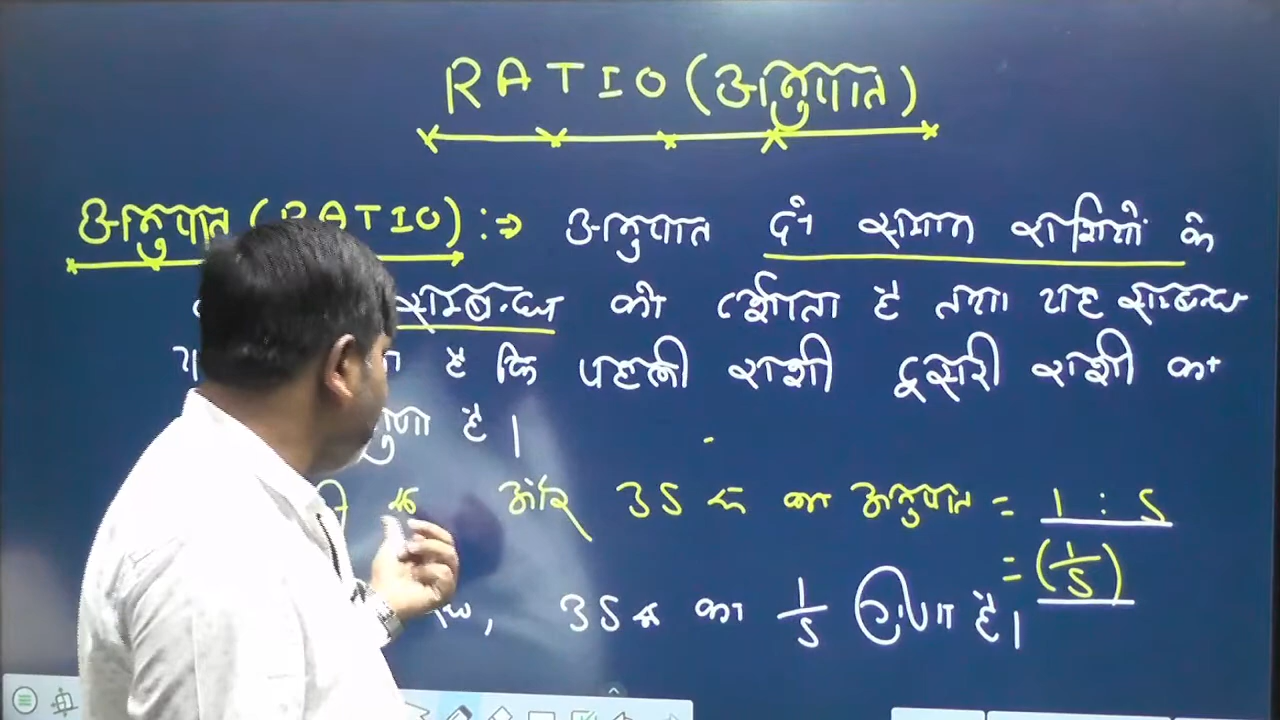 RATIO (अनुपात)
अनुपात (RATIO) :⇒ अनुपात दो समान राशियों के
सम्बन्ध को दर्शाता है तथा यह सम्बन्ध
है कि पहली राशी दूसरी राशी का
गुणा है।
और 35 रू का अनुपात = 1 : 5
= (1/5)
, 35 रू का 1/5 गुणा है।